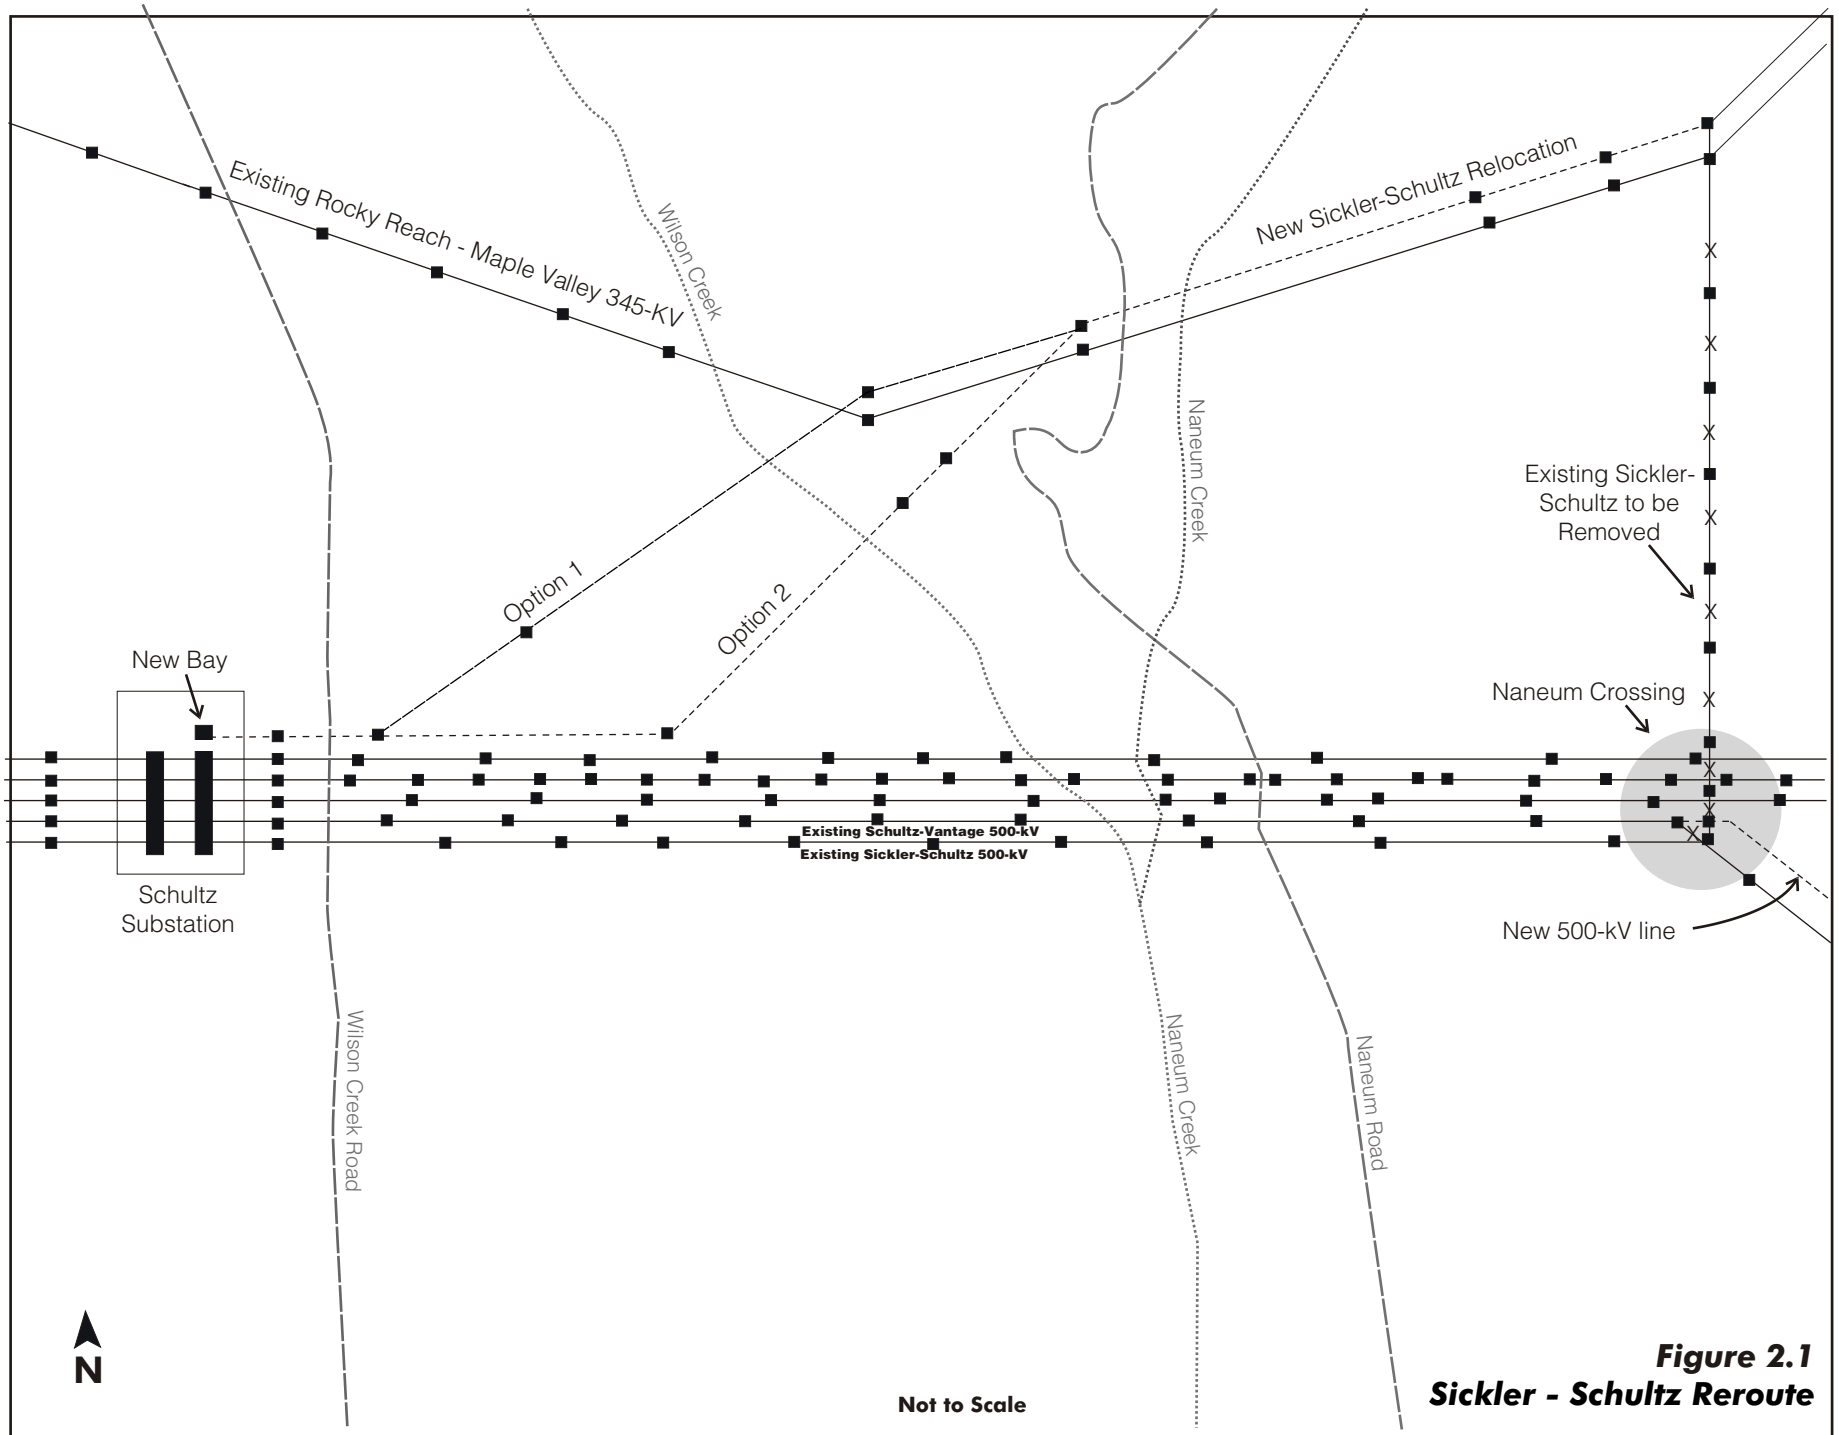 Existing Rocky Reach - Maple Valley 345-KV
Wilson Creek
New Sickler-Schultz Relocation
Naneum Creek
Existing Sickler-
Schultz to be
Removed
Option 1
Option 2
New Bay
Naneum Crossing
Existing Schultz-Vantage 500-kV
Existing Sickler-Schultz 500-kV
Schultz
Substation
New 500-kV line
Wilson Creek Road
Naneum Creek
Naneum Road
N
Not to Scale
Figure 2.1
Sickler - Schultz Reroute